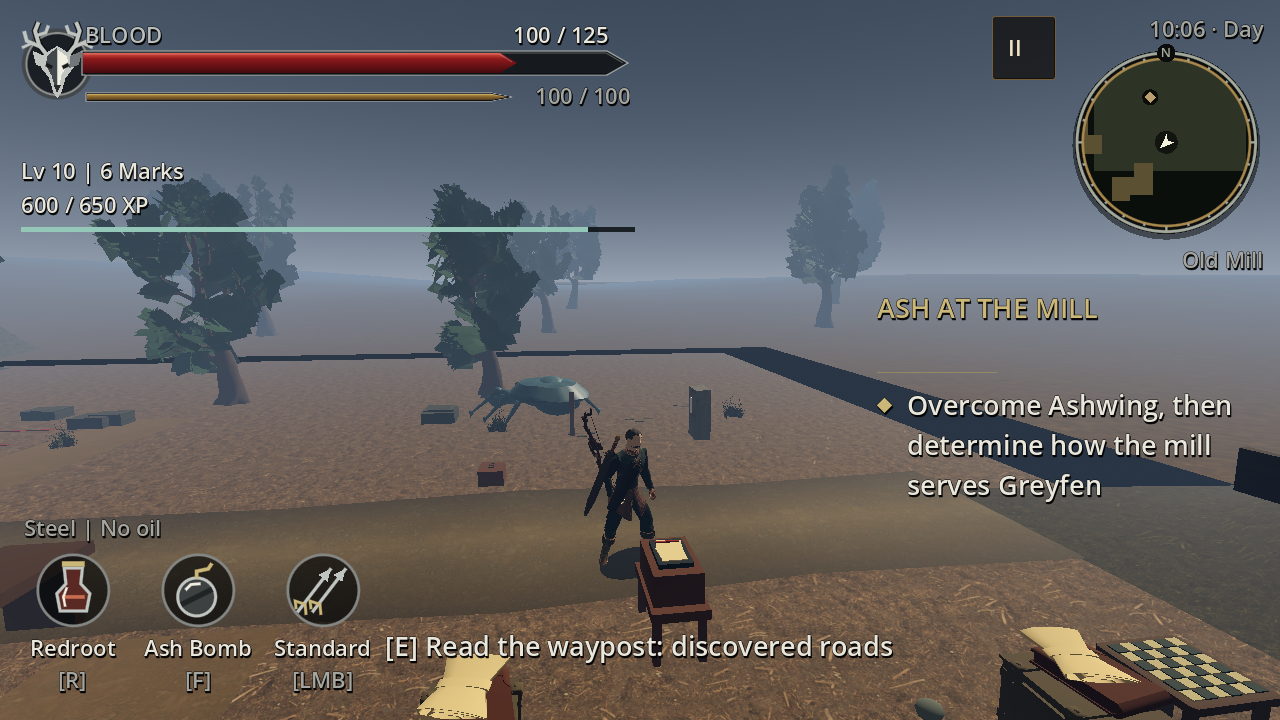 BLOOD
100 / 125
10:06 · Day
N
100 / 100
Lv 10 | 6 Marks
600 / 650 XP
Old Mill
ASH AT THE MILL
Overcome Ashwing, then
determine how the mill
serves Greyfen
Steel | No oil
Redroot
Ash Bomb
Standard
[E] Read the waypost: discovered roads
[R]
[F]
[LMB]